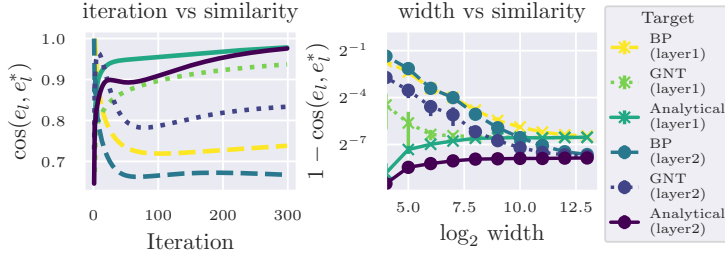 iteration vs similarity
cos(e_l, e_l^*)
1.0
0.9
0.8
0.7
0
100
200
300
Iteration
width vs similarity
1 − cos(e_l, e_l^*)
2^−1
2^−4
2^−7
5.0
7.5
10.0
12.5
log_2 width
Target
BP
(layer1)
GNT
(layer1)
Analytical
(layer1)
BP
(layer2)
GNT
(layer2)
Analytical
(layer2)